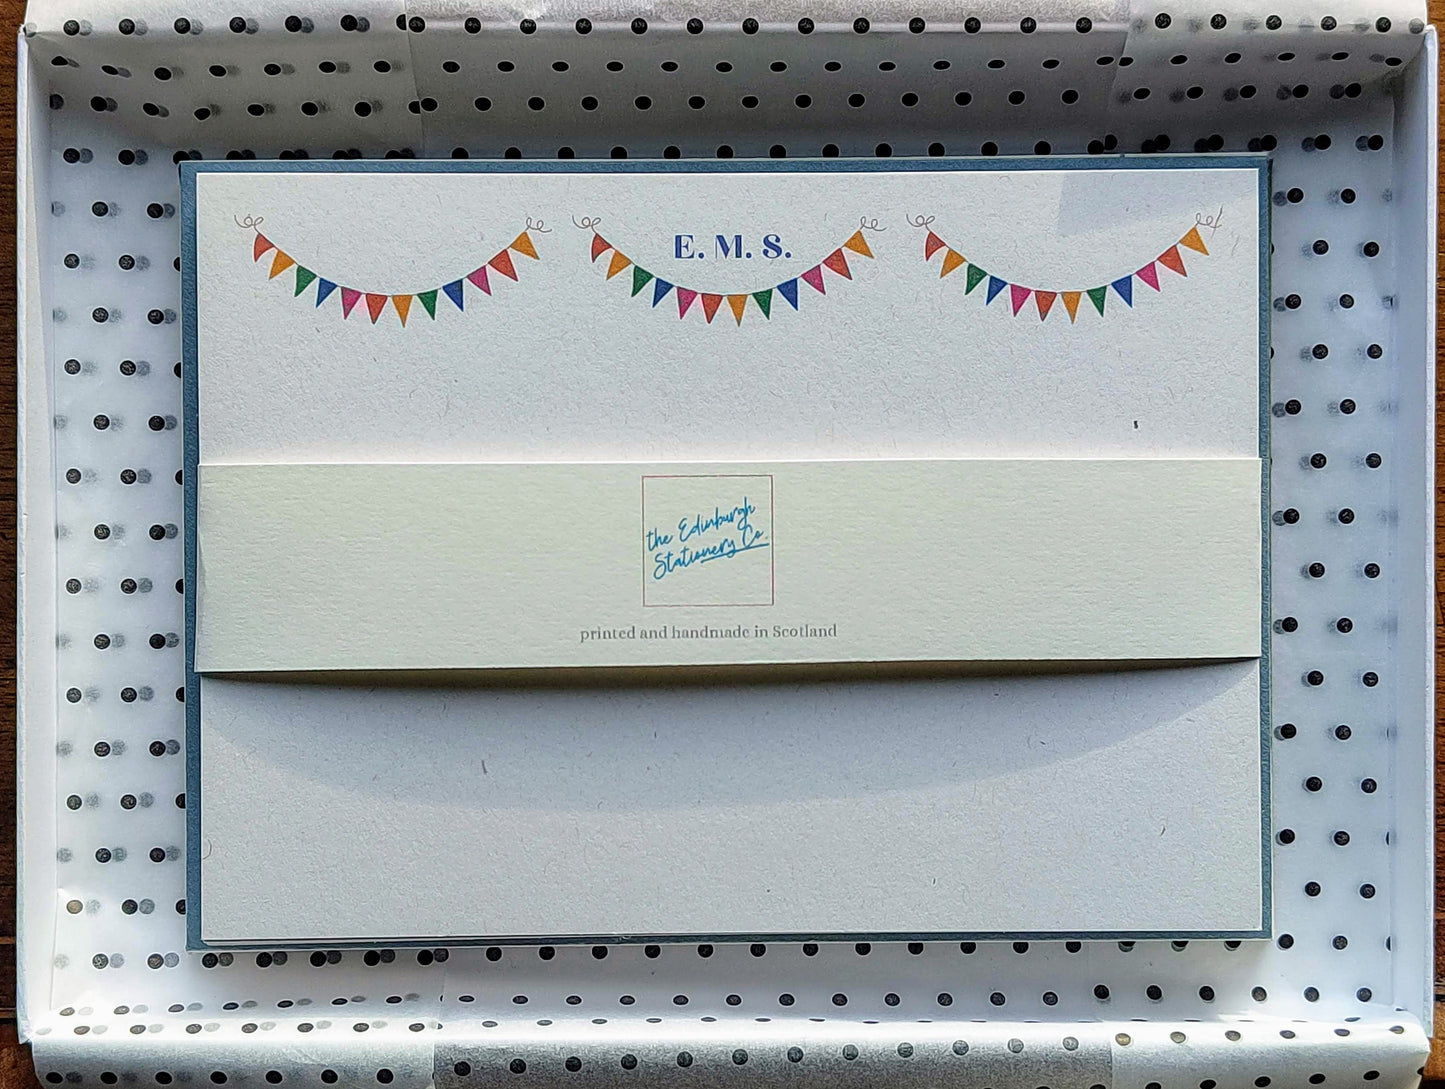 E. M. S.
the Edinburgh
Stationery Co.
printed and handmade in Scotland